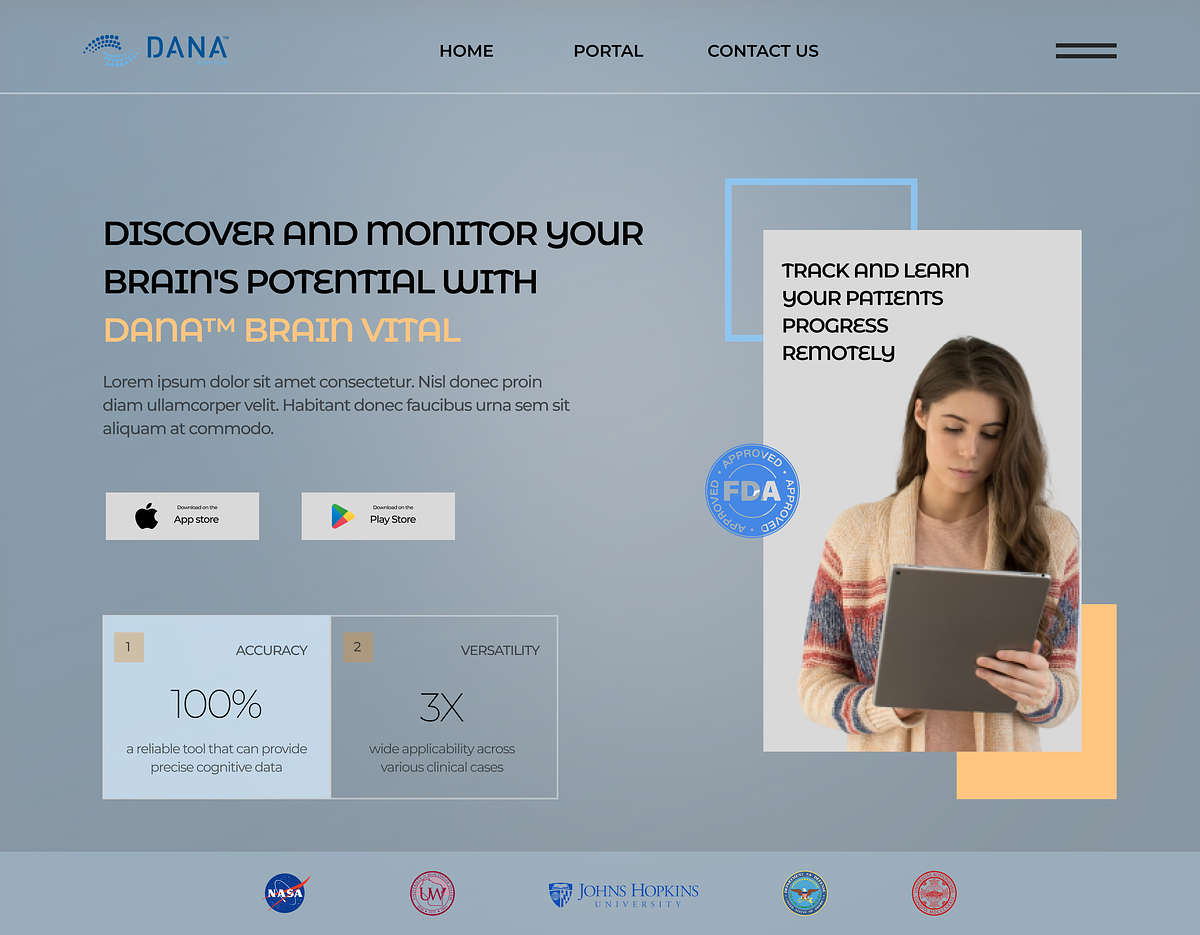 DANA™
HOME
PORTAL
CONTACT US
DISCOVER AND MONITOR YOUR
BRAIN'S POTENTIAL WITH
DANA™ BRAIN VITAL
Lorem ipsum dolor sit amet consectetur. Nisl donec proin
diam ullamcorper velit. Habitant donec faucibus urna sem sit
aliquam at commodo.
Download on the
App store
Download on the
Play Store
1
ACCURACY
100%
a reliable tool that can provide
precise cognitive data
2
VERSATILITY
3X
wide applicability across
various clinical cases
TRACK AND LEARN
YOUR PATIENTS
PROGRESS
REMOTELY
APPROVED
APPROVED
APPROVED
APPROVED
FDA
NASA
UW
JOHNS HOPKINS
UNIVERSITY